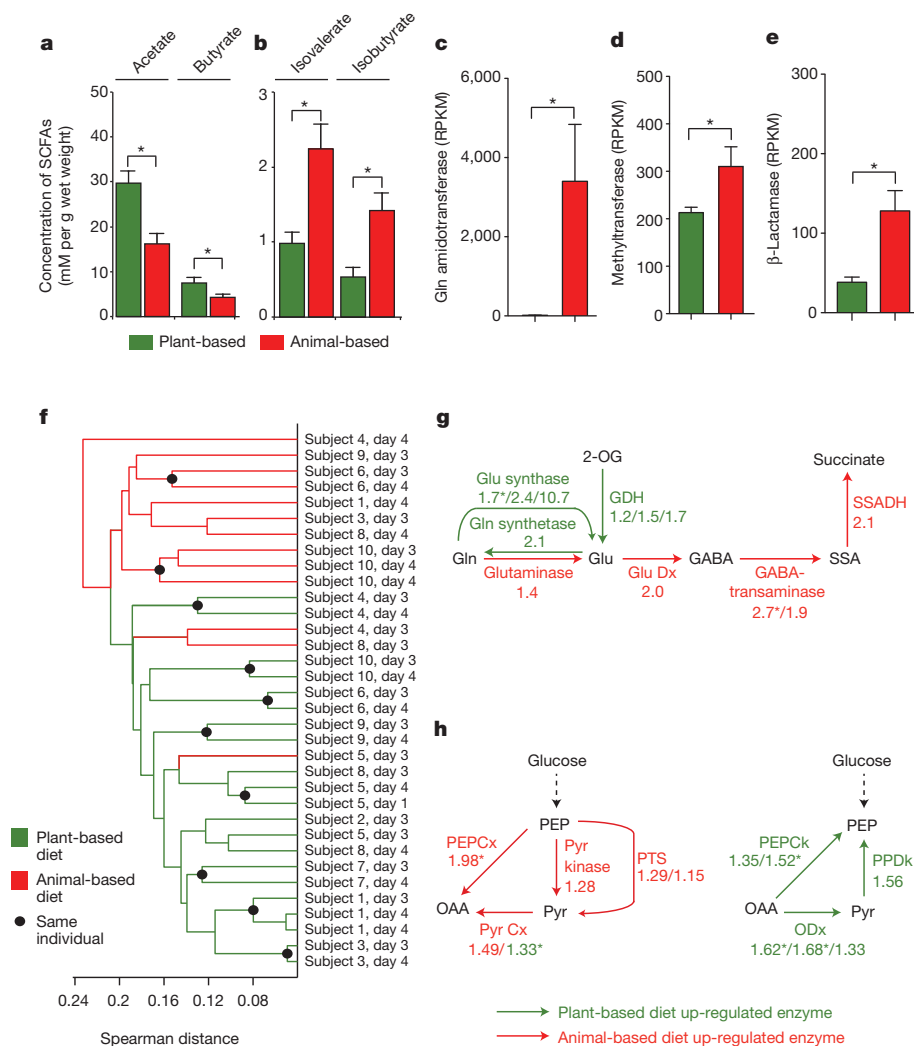 a
Acetate
Butyrate
Concentration of SCFAs
(mM per g wet weight)
50
40
30
20
10
0
*
*
b
Isovalerate
Isobutyrate
3
2
1
0
*
*
Plant-based
Animal-based
c
Gln amidotransferase (RPKM)
6,000
4,000
2,000
0
*
d
Methyltransferase (RPKM)
500
400
300
200
100
0
*
e
β-Lactamase (RPKM)
300
200
100
0
*
f
Subject 4, day 4
Subject 9, day 3
Subject 6, day 3
Subject 6, day 4
Subject 1, day 4
Subject 3, day 3
Subject 8, day 4
Subject 10, day 3
Subject 10, day 4
Subject 10, day 4
Subject 4, day 3
Subject 4, day 4
Subject 4, day 3
Subject 8, day 3
Subject 10, day 3
Subject 10, day 4
Subject 6, day 3
Subject 6, day 4
Subject 9, day 3
Subject 9, day 4
Subject 5, day 3
Subject 8, day 3
Subject 5, day 4
Subject 5, day 1
Subject 2, day 3
Subject 5, day 3
Subject 8, day 4
Subject 7, day 3
Subject 7, day 4
Subject 1, day 3
Subject 1, day 4
Subject 1, day 4
Subject 3, day 3
Subject 3, day 4
Plant-based
diet
Animal-based
diet
Same
individual
0.24
0.2
0.16
0.12
0.08
Spearman distance
g
2-OG
Glu synthase
1.7*/2.4/10.7
GDH
1.2/1.5/1.7
Gln synthetase
2.1
Gln
Glu
Glutaminase
1.4
Glu Dx
2.0
GABA
GABA-
transaminase
2.7*/1.9
SSA
SSADH
2.1
Succinate
h
Glucose
PEP
PEPCx
1.98*
Pyr
kinase
1.28
PTS
1.29/1.15
OAA
Pyr
Pyr Cx
1.49/1.33*
Glucose
PEP
PEPCk
1.35/1.52*
PPDk
1.56
OAA
Pyr
ODx
1.62*/1.68*/1.33
Plant-based diet up-regulated enzyme
Animal-based diet up-regulated enzyme